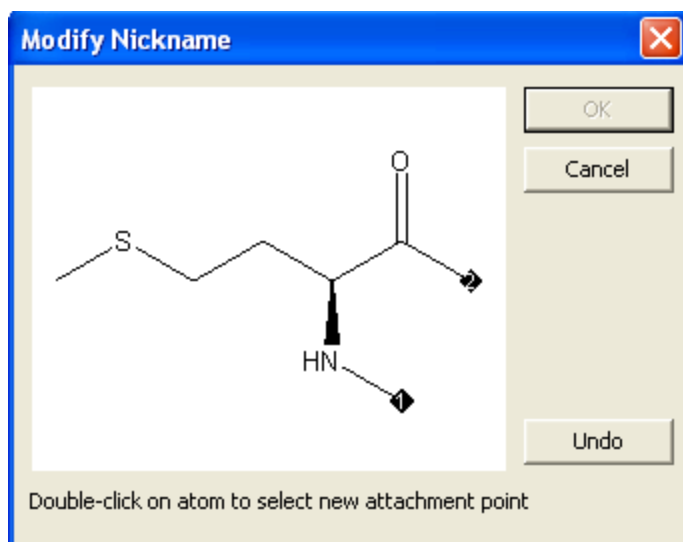 Modify Nickname
OK
Cancel
O
S
2
HN
1
Undo
Double-click on atom to select new attachment point